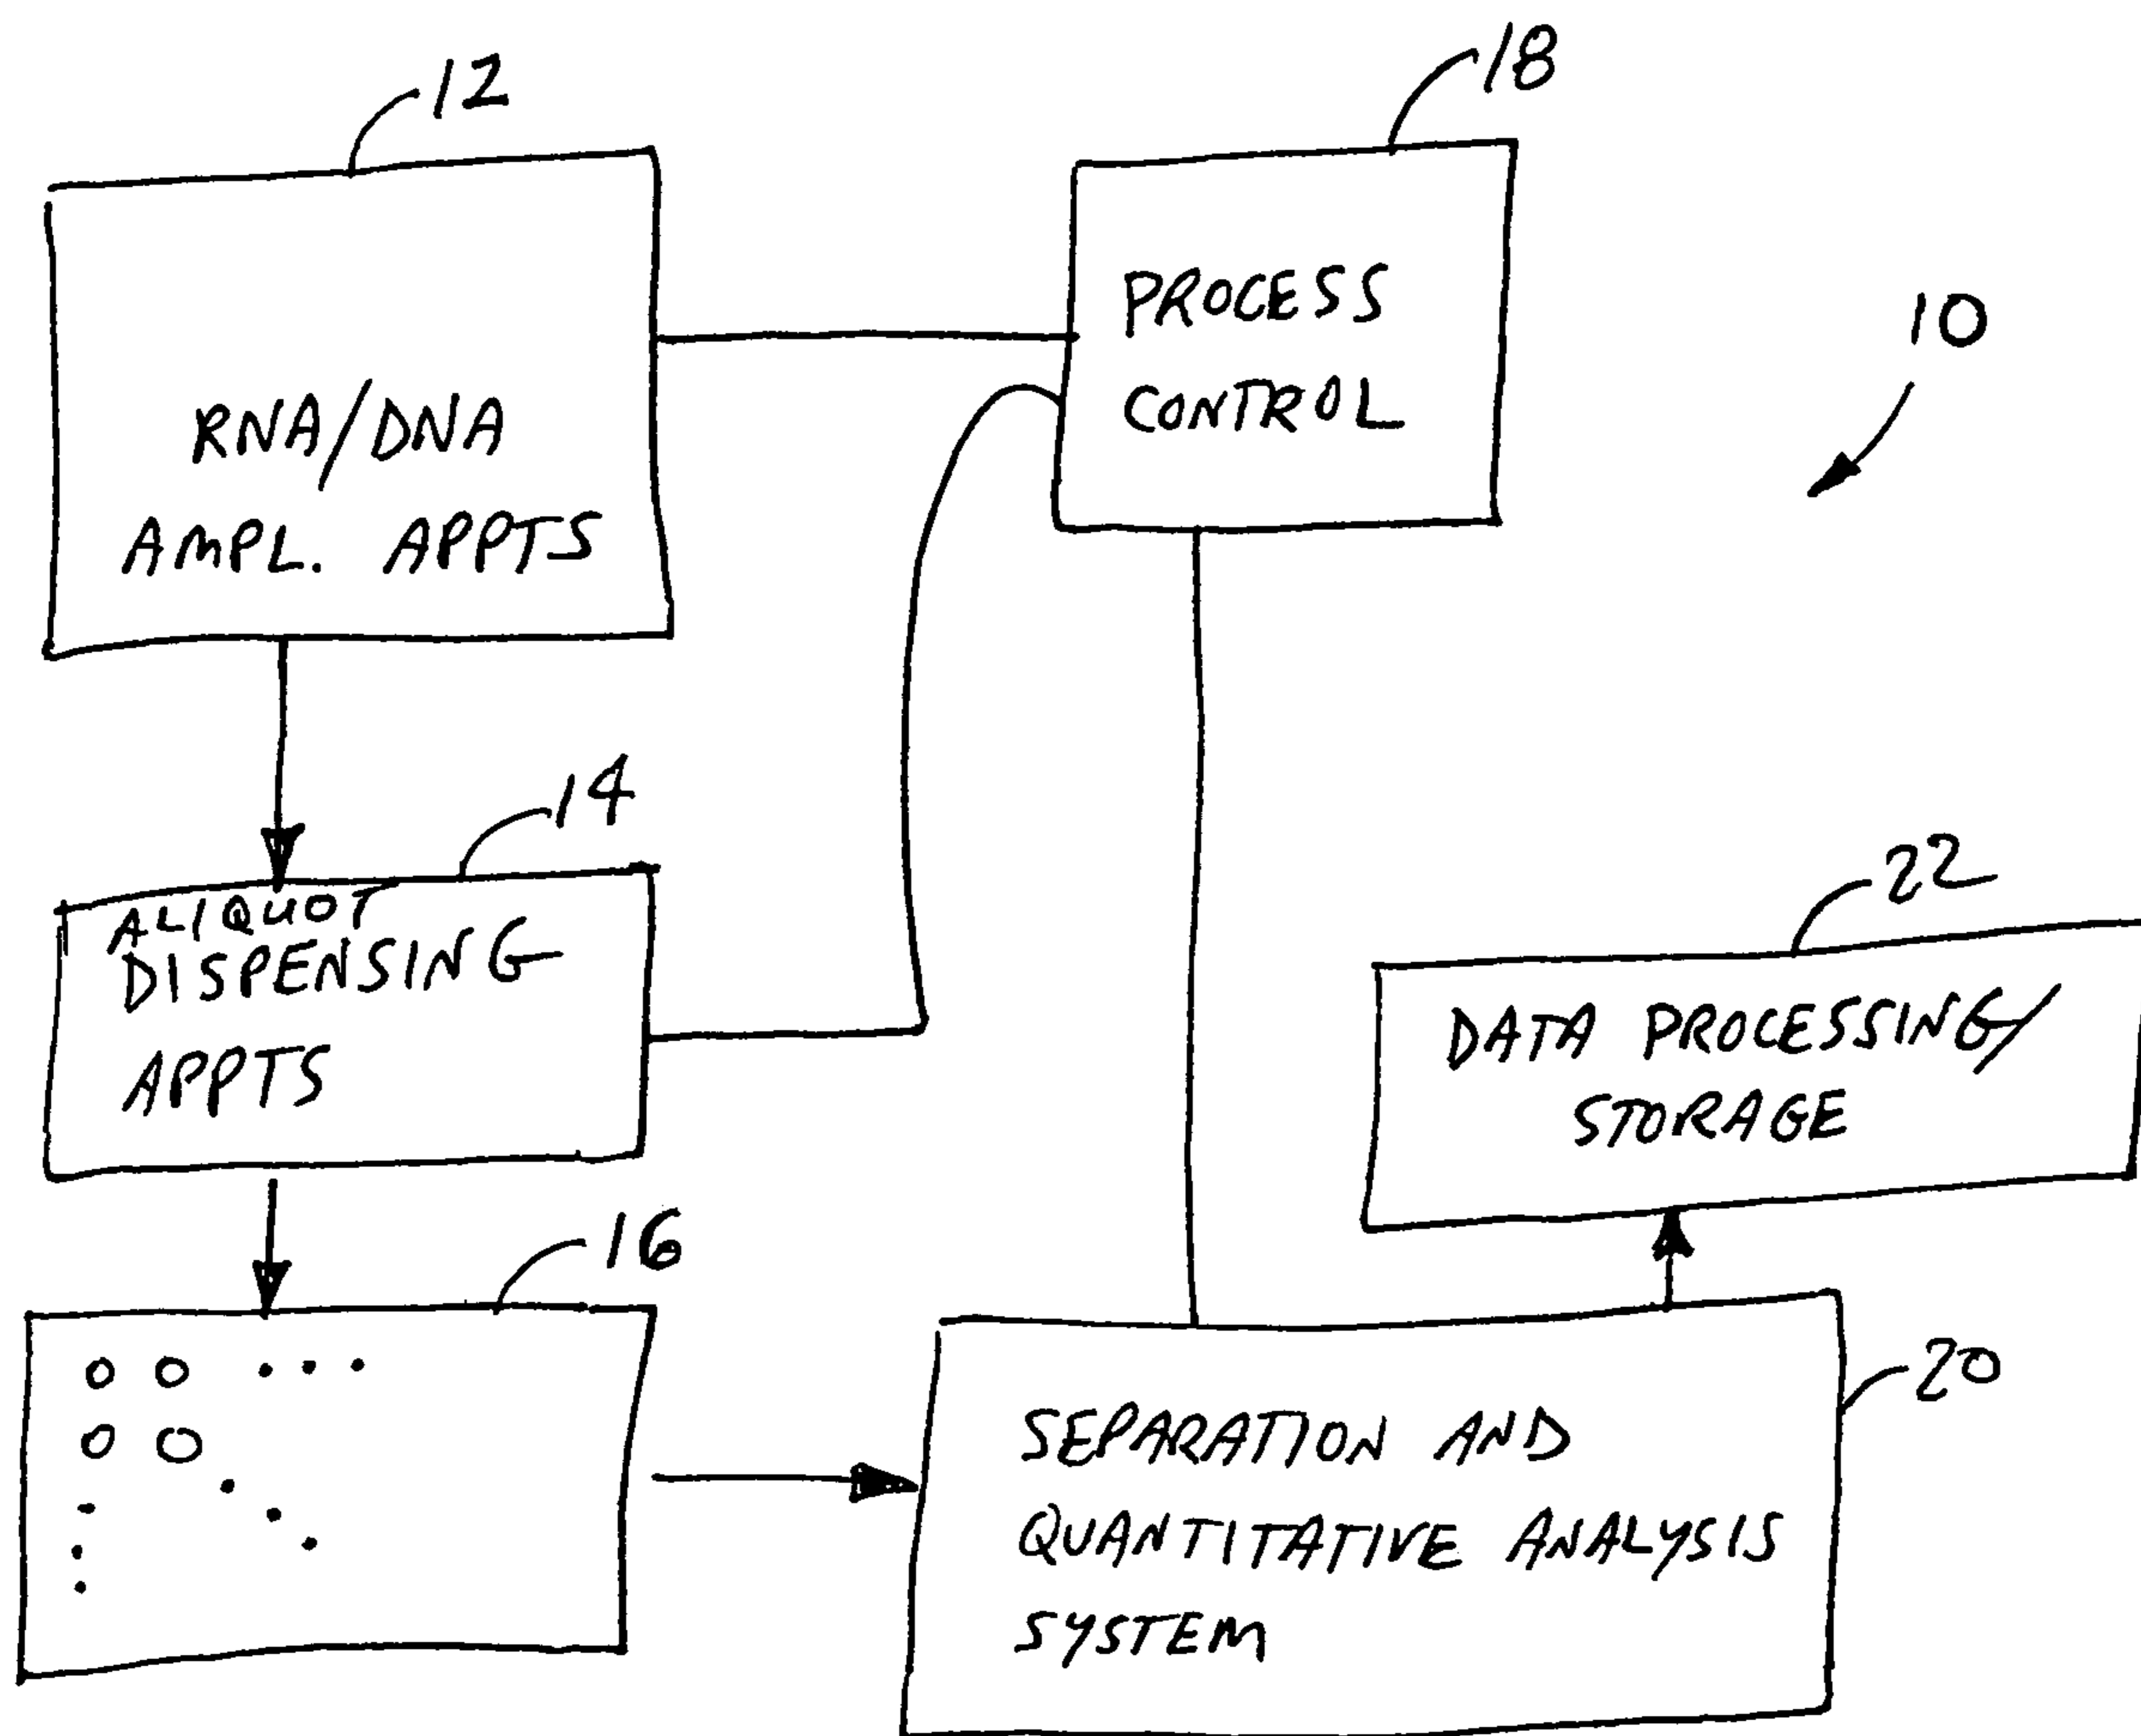 12
RNA/DNA
AMPL. APPTS
18
PROCESS
CONTROL
10
14
ALIQUOT
DISPENSING
APPTS
16
22
DATA PROCESSING/
STORAGE
20
SEPARATION AND
QUANTITATIVE ANALYSIS
SYSTEM